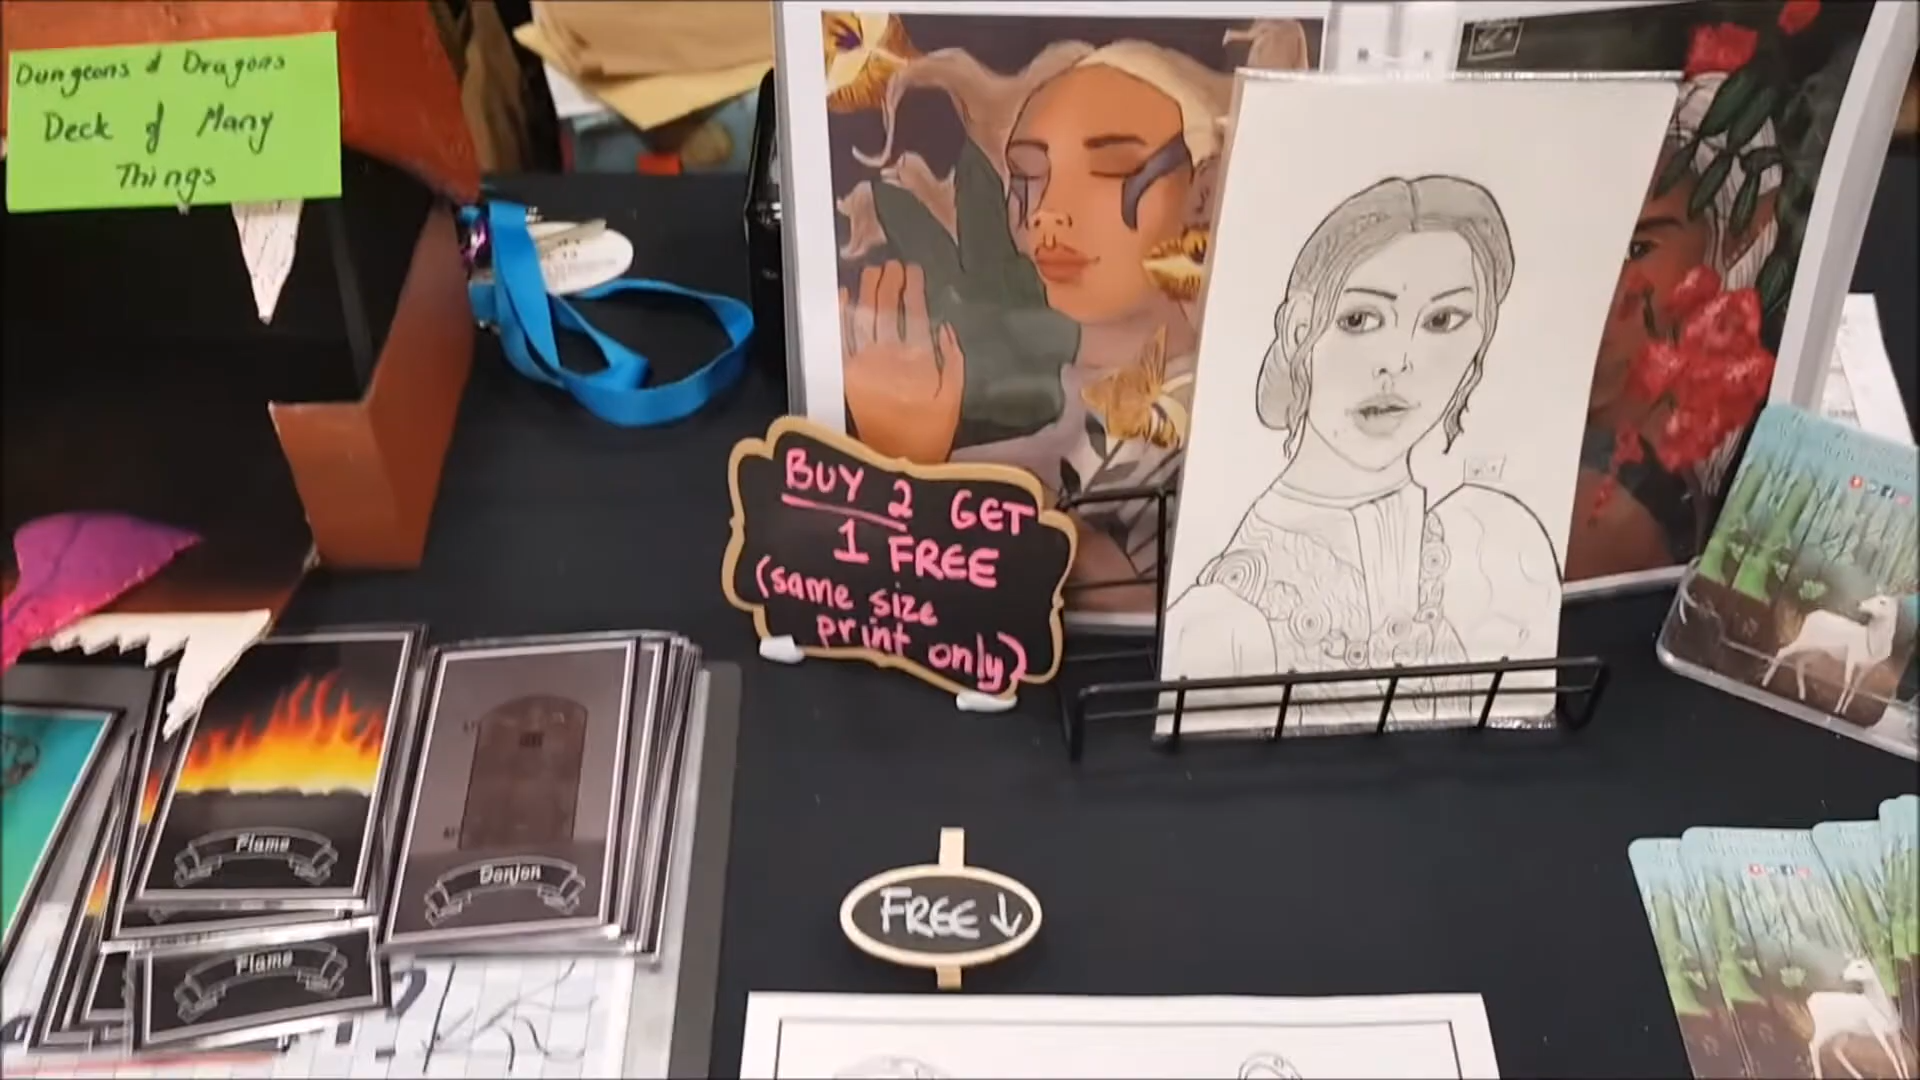 Dungeons & Dragons
Deck of Many
Things
BUY 2 GET
1 FREE
(same size
print only)
Flame
Donjon
Flame
FREE ↓